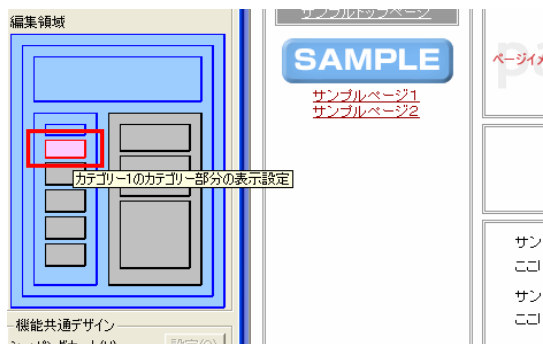 編集領域
サンプルトップページ
SAMPLE
サンプルページ1
サンプルページ2
ページイメ
カテゴリー1のカテゴリー部分の表示設定
サン
ここ
サン
ここ
機能共通デザイン